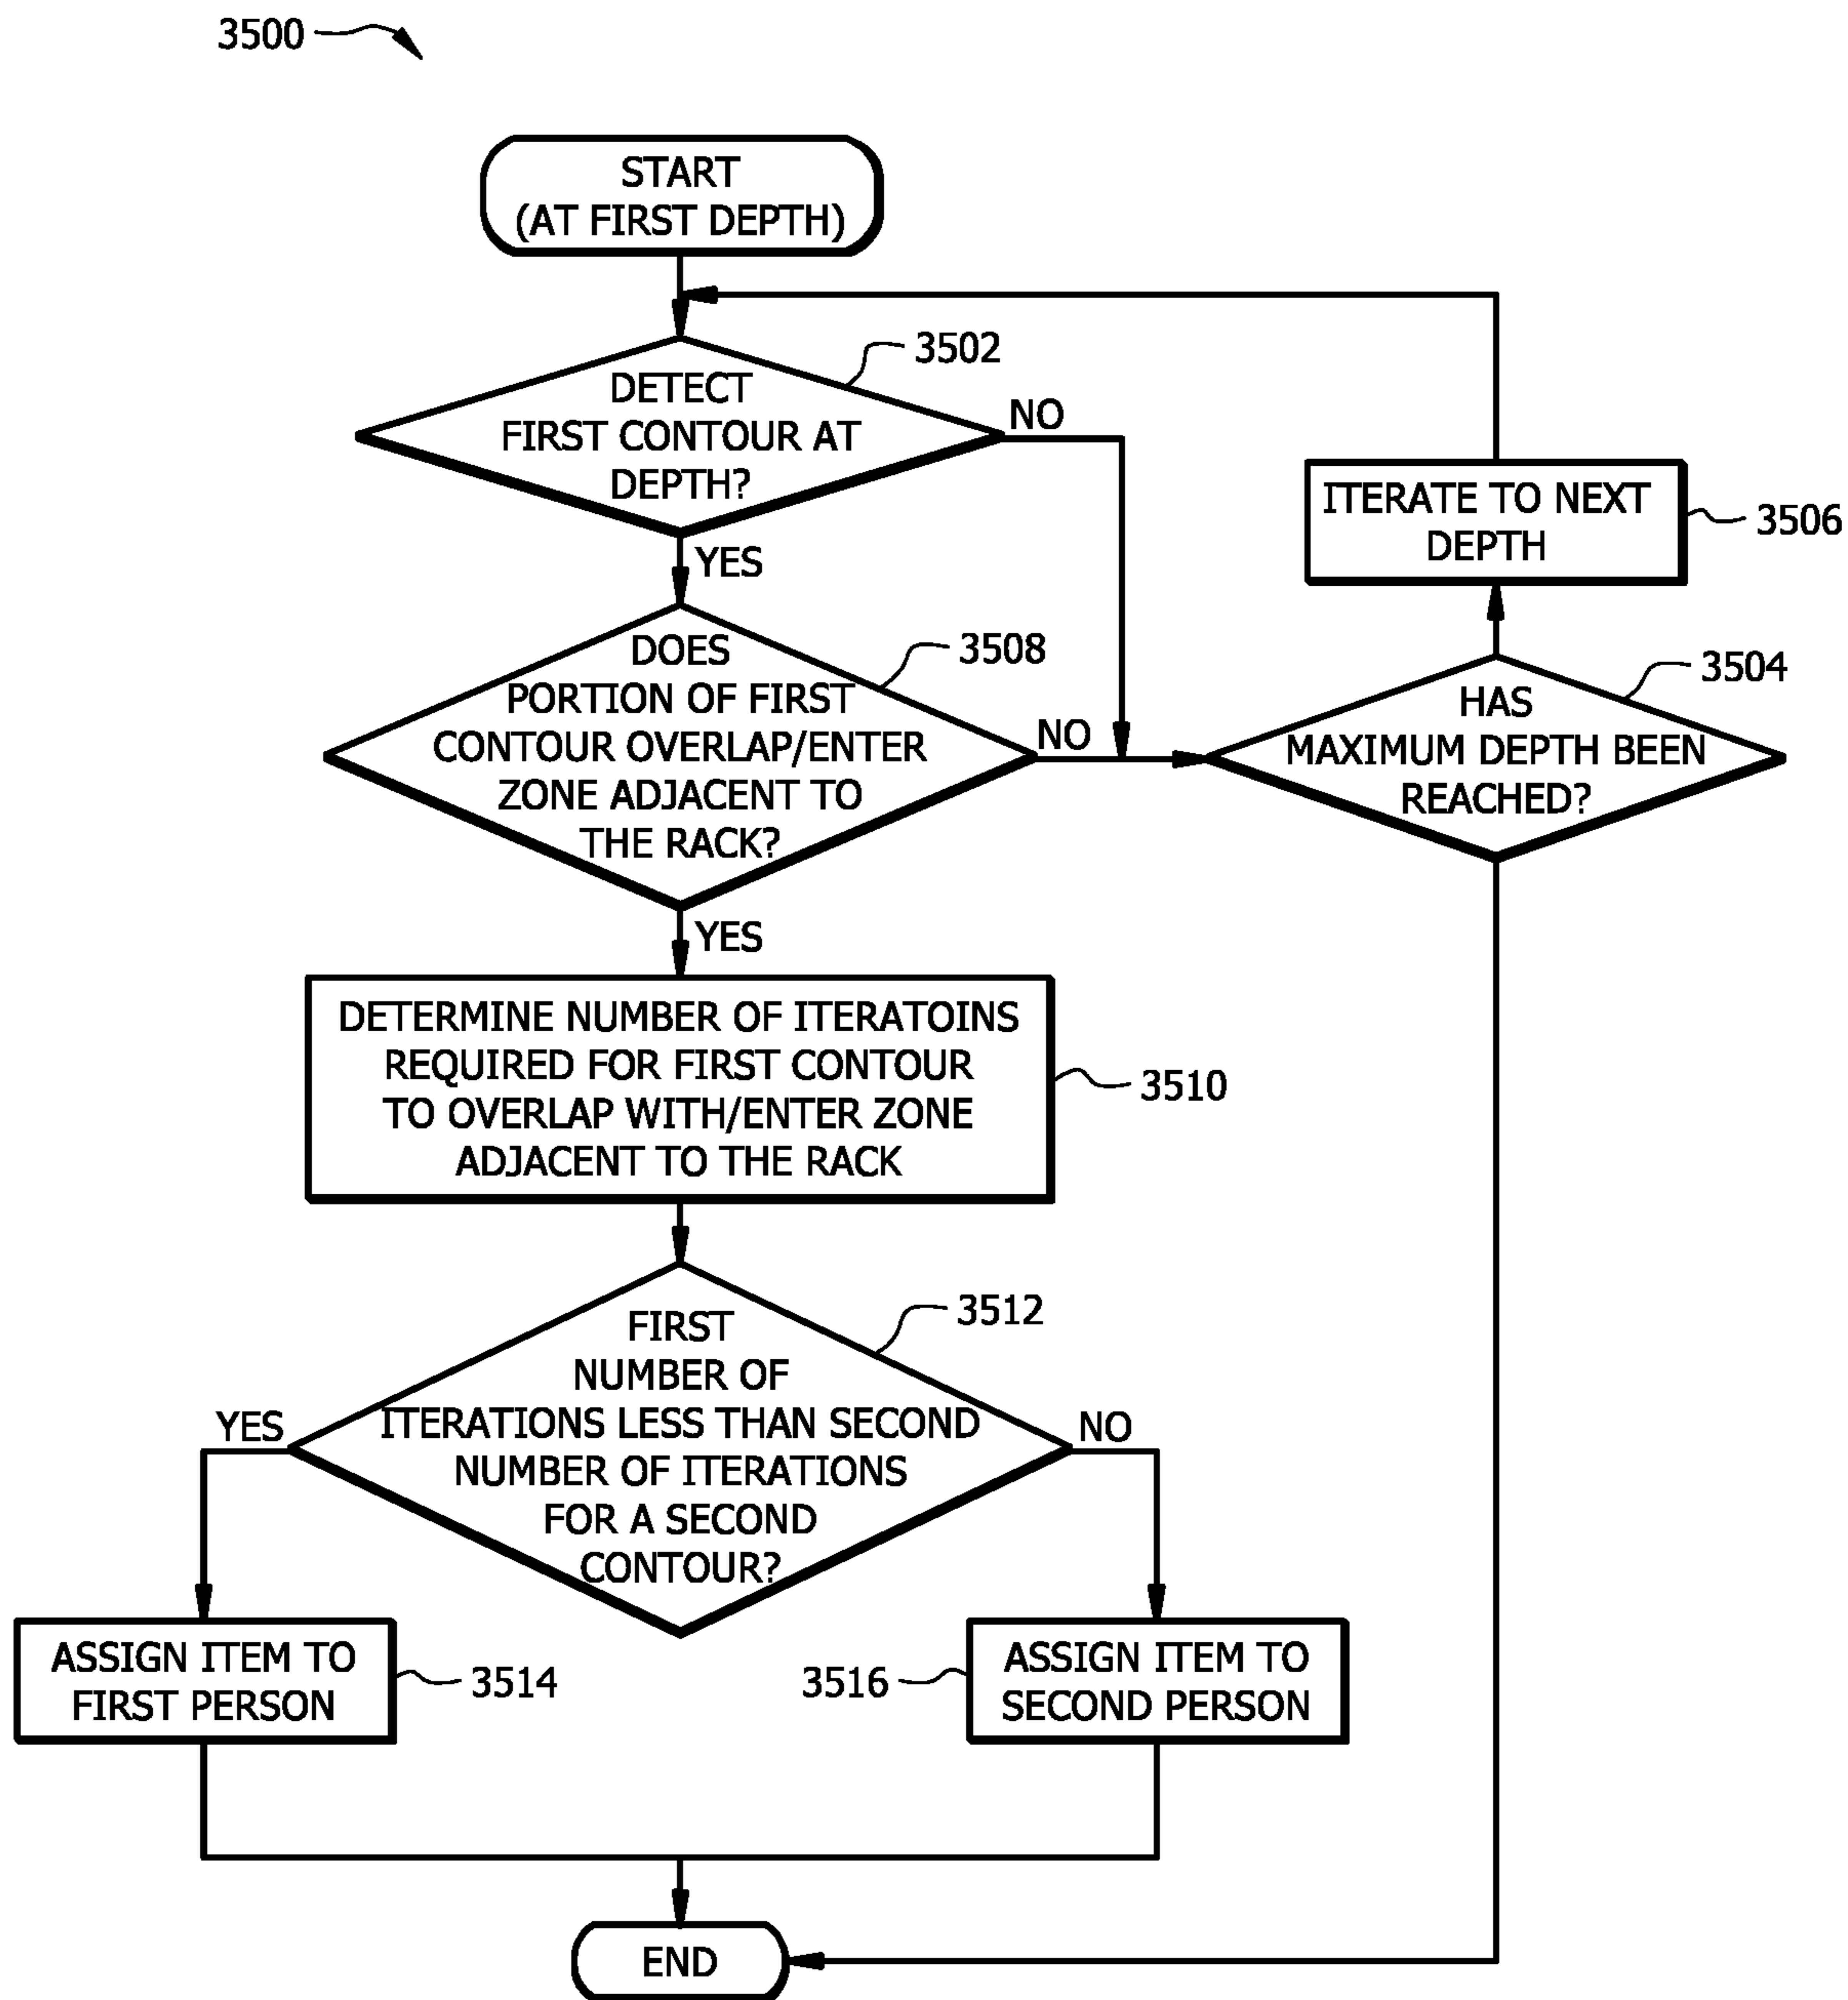 3500
START
(AT FIRST DEPTH)
3502
DETECT
FIRST CONTOUR AT
DEPTH?
NO
YES
ITERATE TO NEXT
DEPTH
3506
DOES
PORTION OF FIRST
CONTOUR OVERLAP/ENTER
ZONE ADJACENT TO
THE RACK?
3508
NO
YES
HAS
MAXIMUM DEPTH BEEN
REACHED?
3504
DETERMINE NUMBER OF ITERATOINS
REQUIRED FOR FIRST CONTOUR
TO OVERLAP WITH/ENTER ZONE
ADJACENT TO THE RACK
3510
FIRST
NUMBER OF
ITERATIONS LESS THAN SECOND
NUMBER OF ITERATIONS
FOR A SECOND
CONTOUR?
3512
YES
NO
ASSIGN ITEM TO
FIRST PERSON
3514
3516
ASSIGN ITEM TO
SECOND PERSON
END